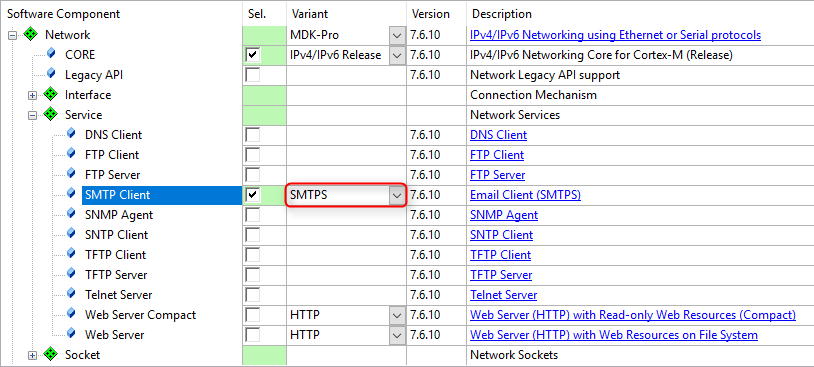 Software Component Sel. Variant Version Description
Network MDK-Pro 7.6.10 IPv4/IPv6 Networking using Ethernet or Serial protocols
CORE IPv4/IPv6 Release 7.6.10 IPv4/IPv6 Networking Core for Cortex-M (Release)
Legacy API 7.6.10 Network Legacy API support
Interface Connection Mechanism
Service Network Services
DNS Client 7.6.10 DNS Client
FTP Client 7.6.10 FTP Client
FTP Server 7.6.10 FTP Server
SMTP Client SMTPS 7.6.10 Email Client (SMTPS)
SNMP Agent 7.6.10 SNMP Agent
SNTP Client 7.6.10 SNTP Client
TFTP Client 7.6.10 TFTP Client
TFTP Server 7.6.10 TFTP Server
Telnet Server 7.6.10 Telnet Server
Web Server Compact HTTP 7.6.10 Web Server (HTTP) with Read-only Web Resources (Compact)
Web Server HTTP 7.6.10 Web Server (HTTP) with Web Resources on File System
Socket Network Sockets